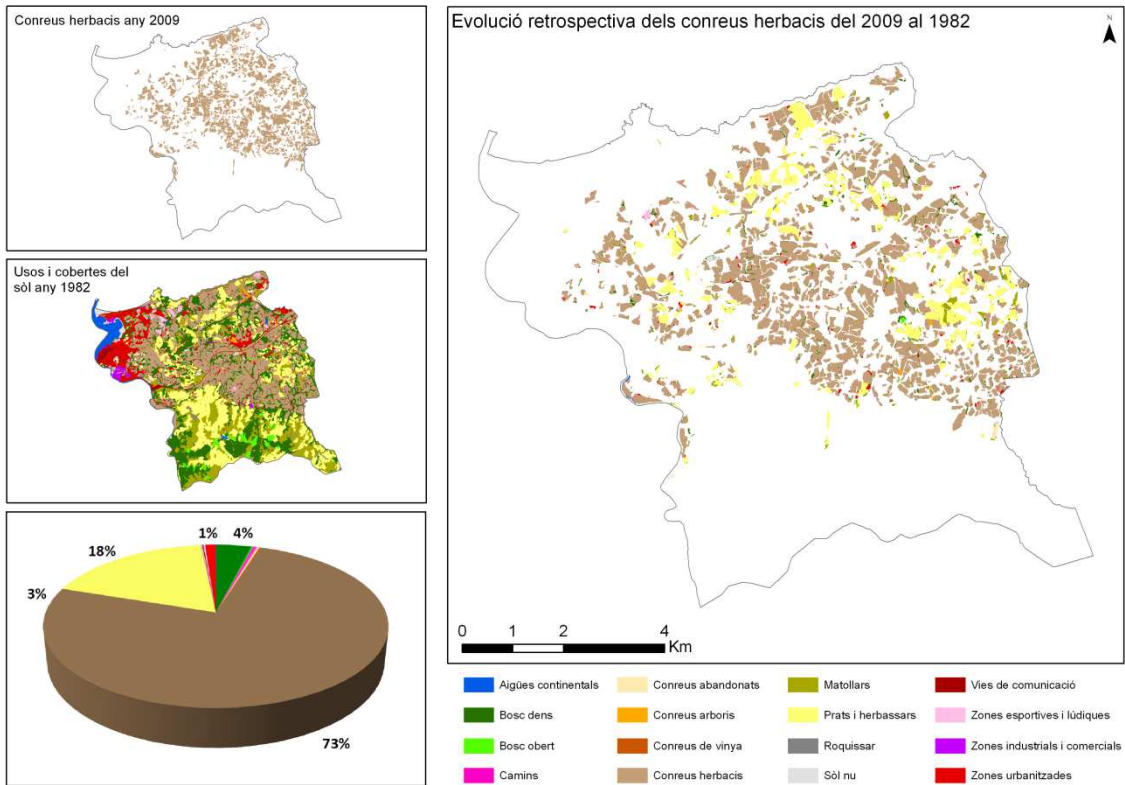 Conreus herbacis any 2009
Usos i cobertes del
sòl any 1982
1%
4%
18%
3%
73%
Evolució retrospectiva dels conreus herbacis del 2009 al 1982
N
0 1 2 4
Km
Aigües continentals
Bosc dens
Bosc obert
Camins
Conreus abandonats
Conreus arboris
Conreus de vinya
Conreus herbacis
Matollars
Prats i herbassars
Roquissar
Sòl nu
Vies de comunicació
Zones esportives i lúdiques
Zones industrials i comercials
Zones urbanitzades